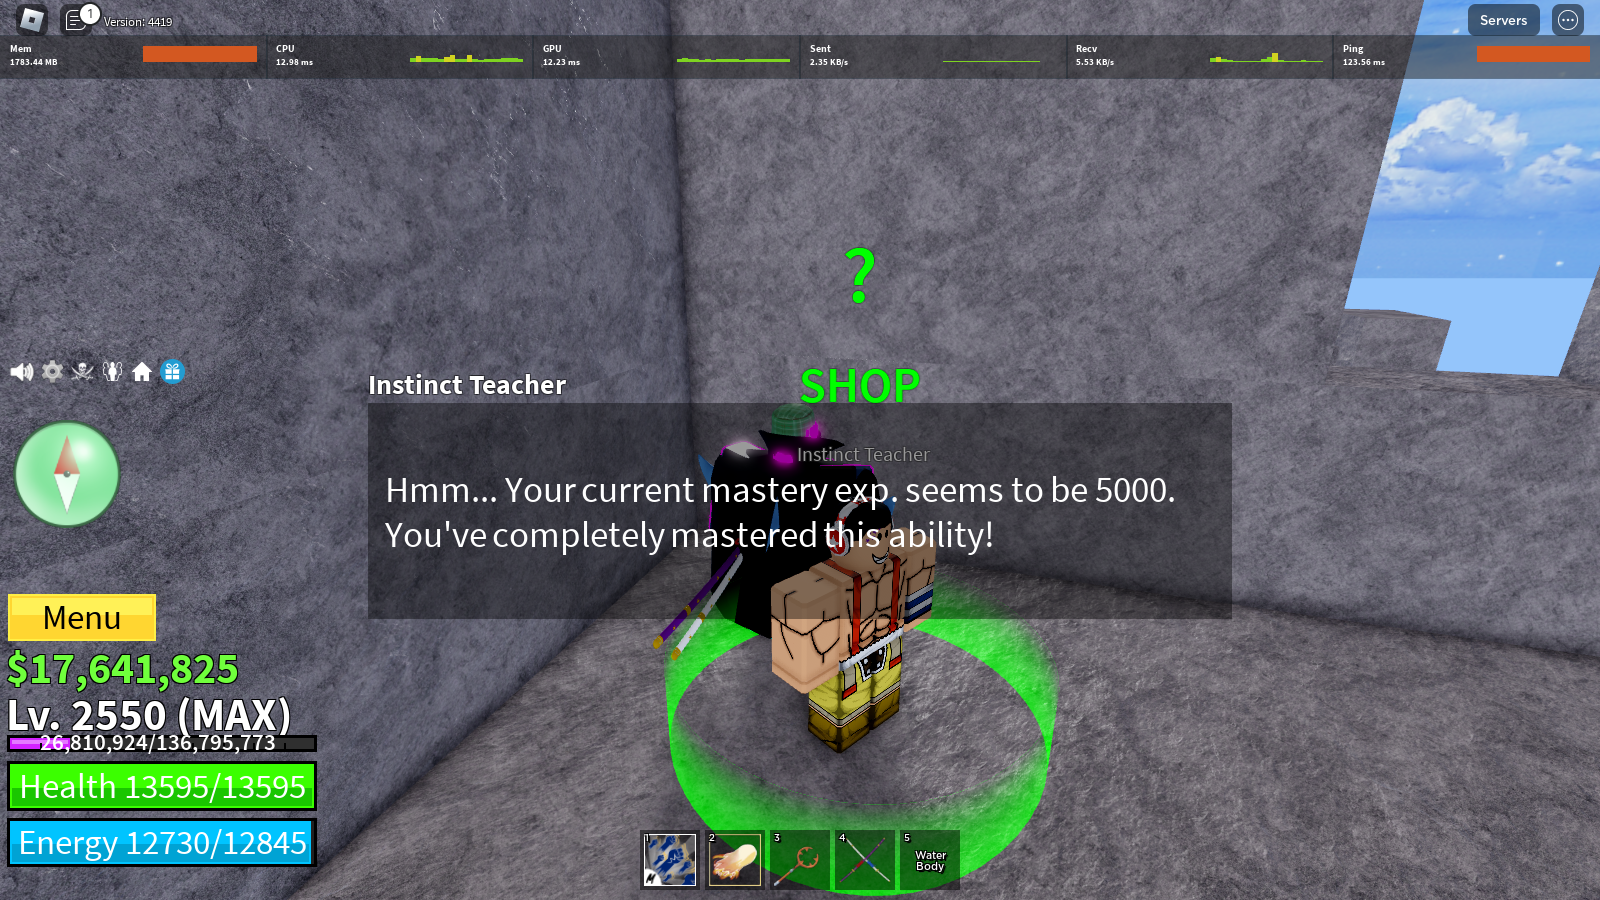 1
Version: 4419
Servers
Mem
1783.44 MB
CPU
12.98 ms
GPU
12.23 ms
Sent
2.35 KB/s
Recv
5.53 KB/s
Ping
123.56 ms
?
SHOP
Instinct Teacher
Instinct Teacher
Hmm... Your current mastery exp. seems to be 5000.
You've completely mastered this ability!
Menu
$17,641,825
Lv. 2550 (MAX)
26,810,924/136,795,773
Health 13595/13595
Energy 12730/12845
1
2
3
4
5
Water
Body